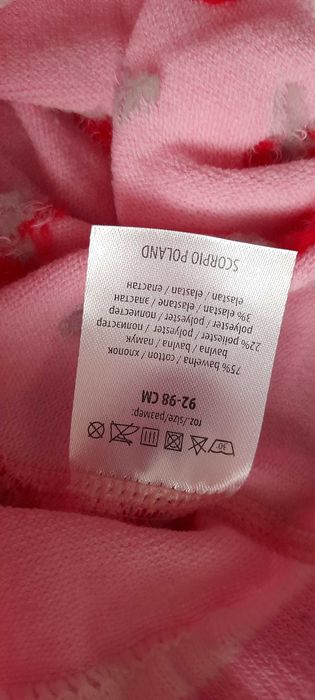 30°
roz./size/размер:
92-98 CM
75% bawełna / cotton / хлопок
bavlna / bavlna / памук
22% poliester / polyester / полиэстер
polyester / polyester / полиестер
3% elastan / elastane / эластан
elastan / elastan / еластан
SCORPIO POLAND